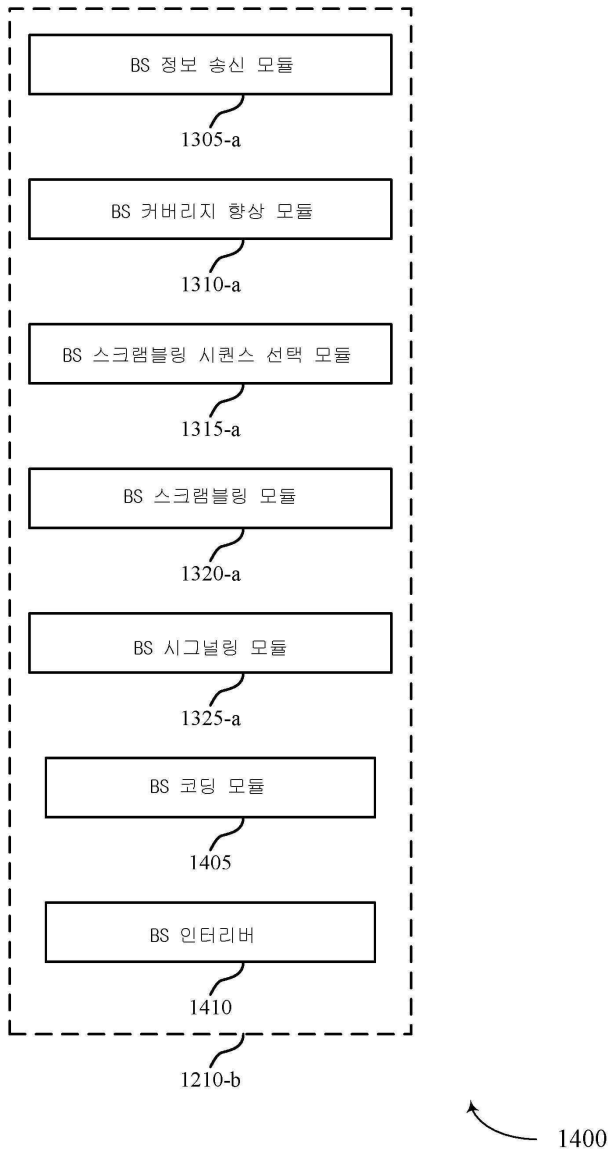 BS 정보 송신 모듈
1305-a
BS 커버리지 향상 모듈
1310-a
BS 스크램블링 시퀀스 선택 모듈
1315-a
BS 스크램블링 모듈
1320-a
BS 시그널링 모듈
1325-a
BS 코딩 모듈
1405
BS 인터리버
1410
1210-b
1400